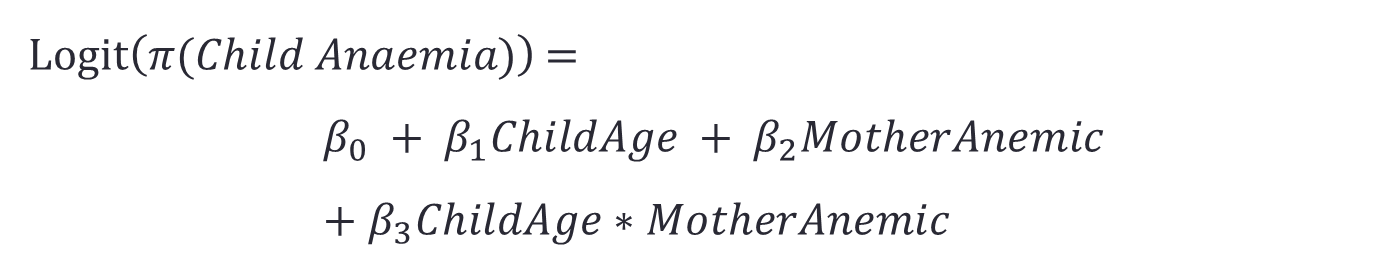 Logit(π(Child Anaemia)) =
β₀ + β₁ChildAge + β₂MotherAnemic
+ β₃ChildAge * MotherAnemic